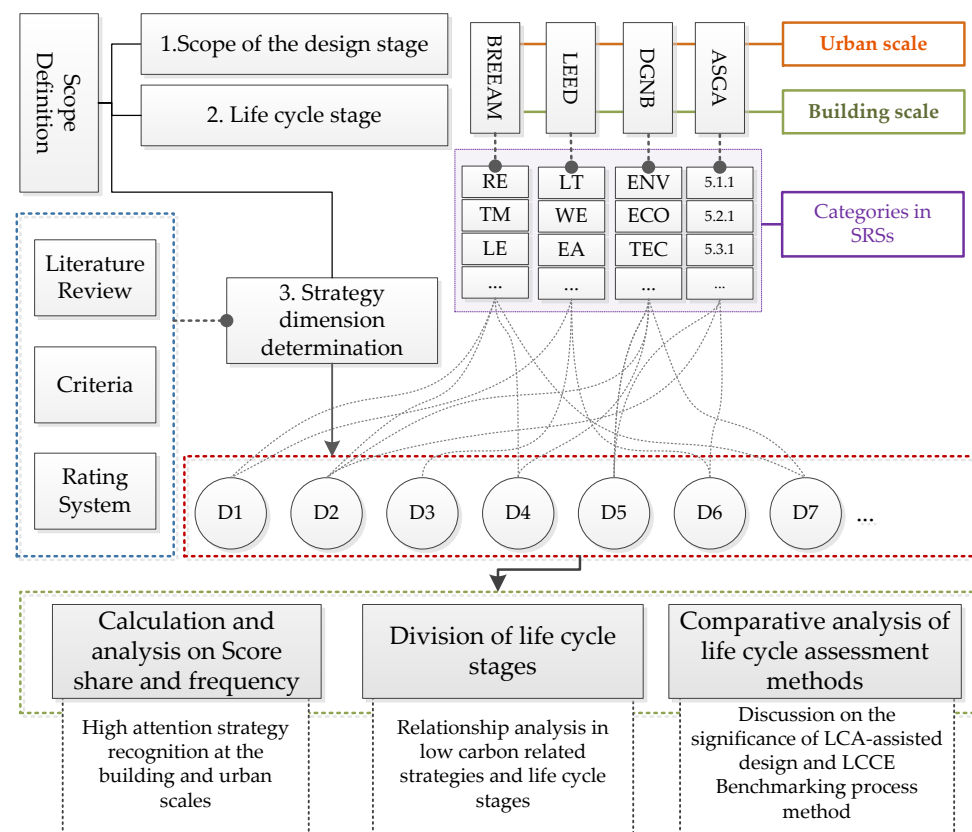 Scope
Definition
1.Scope of the design stage
2. Life cycle stage
BREEAM
LEED
DGNB
ASGA
Urban scale
Building scale
RE
TM
LE
...
LT
WE
EA
...
ENV
ECO
TEC
...
5.1.1
5.2.1
5.3.1
...
Categories in
SRSs
Literature
Review
Criteria
Rating
System
3. Strategy
dimension
determination
D1
D2
D3
D4
D5
D6
D7
...
Calculation and
analysis on Score
share and frequency
High attention strategy
recognition at the
building and urban
scales
Division of life cycle
stages
Relationship analysis in
low carbon related
strategies and life cycle
stages
Comparative analysis of
life cycle assessment
methods
Discussion on the
significance of LCA-assisted
design and LCCE
Benchmarking process
method